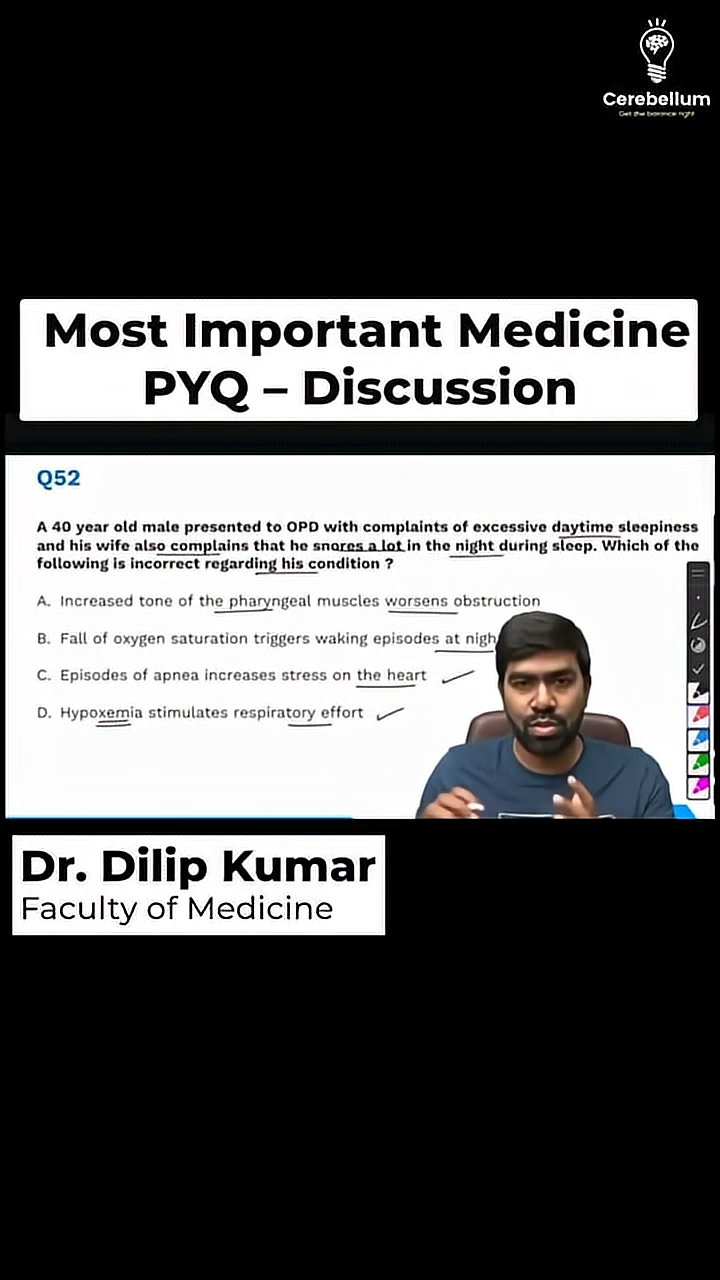 Cerebellum
Get the balance right
Most Important Medicine
PYQ – Discussion
Q52
A 40 year old male presented to OPD with complaints of excessive daytime sleepiness
and his wife also complains that he snores a lot in the night during sleep. Which of the
following is incorrect regarding his condition ?
A. Increased tone of the pharyngeal muscles worsens obstruction
B. Fall of oxygen saturation triggers waking episodes at nigh
C. Episodes of apnea increases stress on the heart
D. Hypoxemia stimulates respiratory effort
Dr. Dilip Kumar
Faculty of Medicine